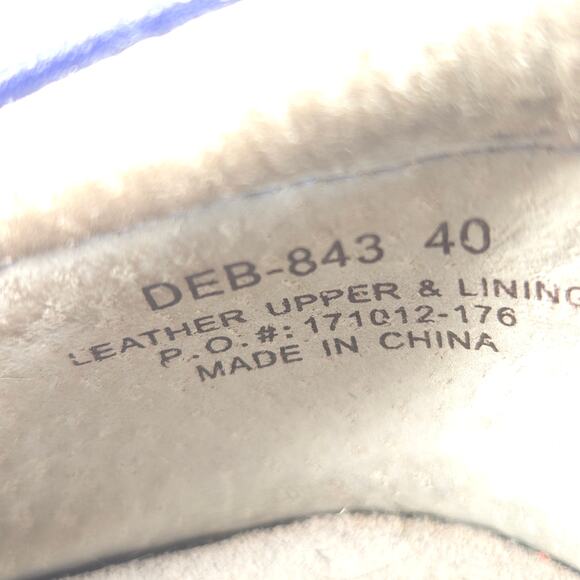 DEB-843 40
LEATHER UPPER & LINING
P.O.#: 171012-176
MADE IN CHINA